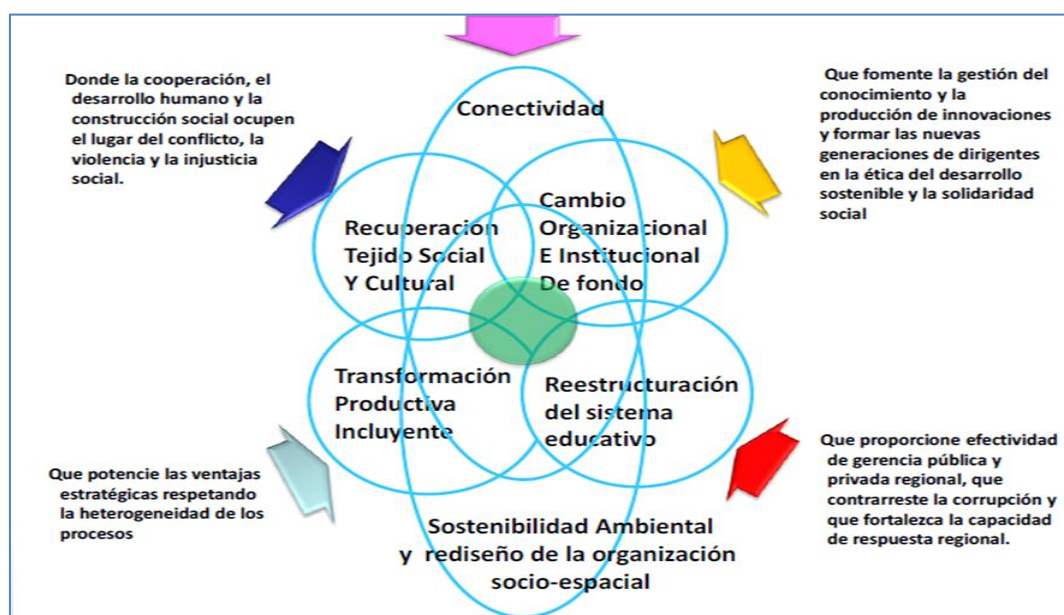 Donde la cooperación, el
desarrollo humano y la
construcción social ocupen
el lugar del conflicto, la
violencia y la injusticia
social.
Conectividad
Que fomente la gestión del
conocimiento y la
producción de innovaciones
y formar las nuevas
generaciones de dirigentes
en la ética del desarrollo
sostenible y la solidaridad
social
Recuperación
Tejido Social
Y Cultural
Cambio
Organizacional
E Institucional
De fondo
Transformación
Productiva
Incluyente
Reestructuración
del sistema
educativo
Que potencie las ventajas
estratégicas respetando
la heterogeneidad de los
procesos
Sostenibilidad Ambiental
y rediseño de la organización
socio-espacial
Que proporcione efectividad
de gerencia pública y
privada regional, que
contrarreste la corrupción y
que fortalezca la capacidad
de respuesta regional.